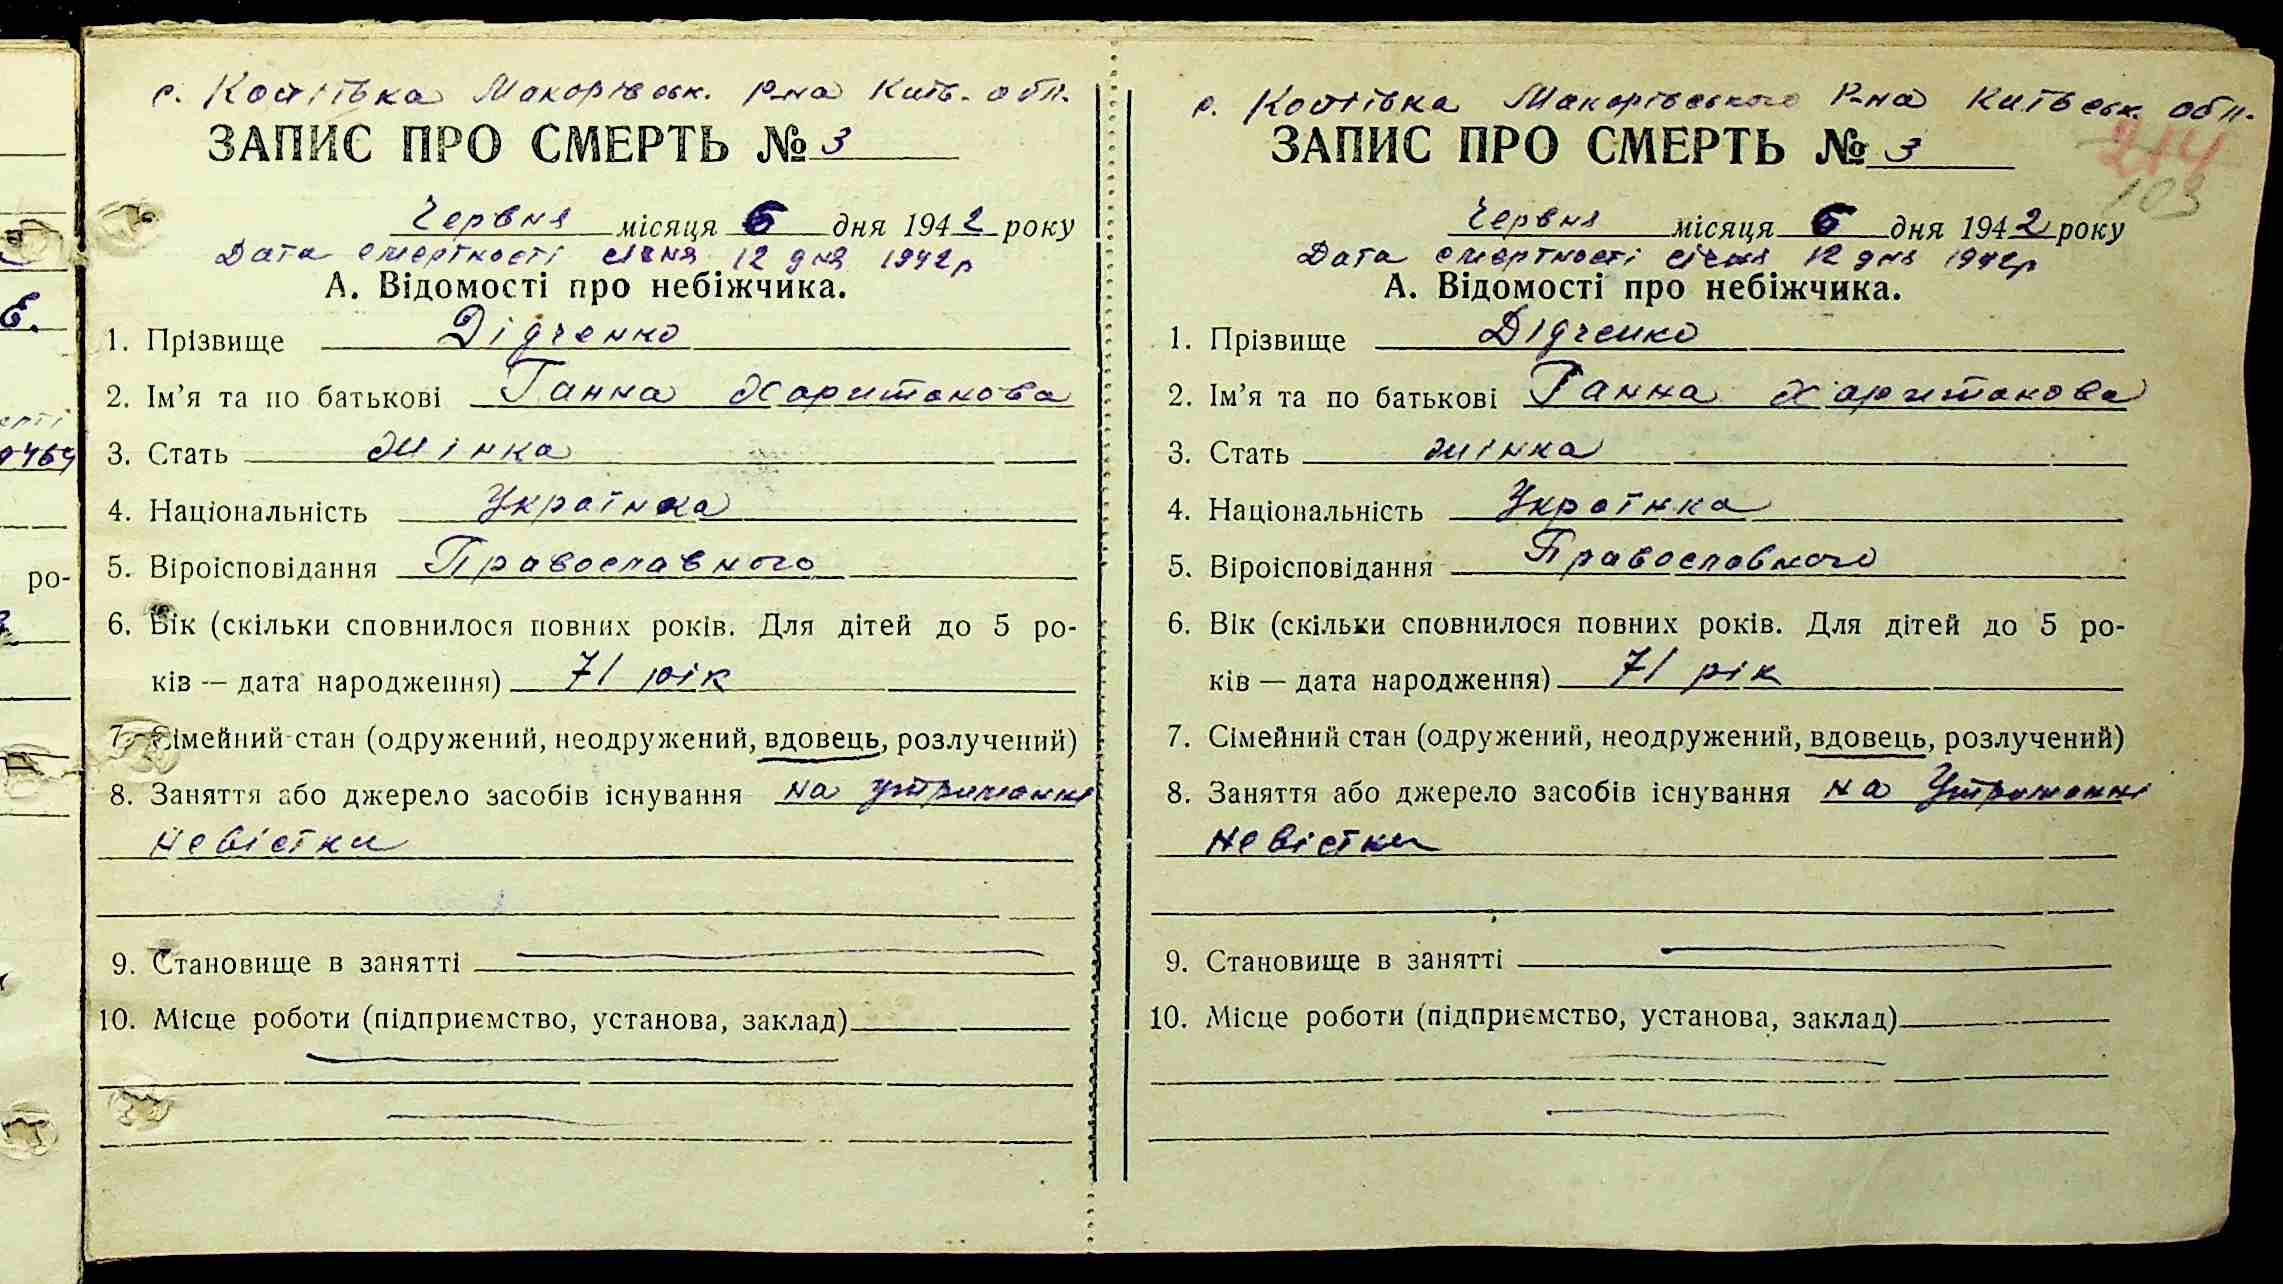 с. Копіївка Макарівськ. р-на Київ. обл.
ЗАПИС ПРО СМЕРТЬ № 3
Червня місяця 6 дня 1942 року
Дата смертності січня 12 дня 1942 р
А. Відомості про небіжчика.
1. Прізвище Дідченко
2. Ім’я та по батькові Ганна Харитонова
3. Стать жінка
4. Національність Українка
5. Віроісповідання Православного
6. Вік (скільки сповнилося повних років. Для дітей до 5 ро-
ків — дата народження) 71 рік
7. Сімейний стан (одружений, неодружений, вдовець, розлучений)
8. Заняття або джерело засобів існування на утриманні
невістки
9. Становище в занятті
10. Місце роботи (підприємство, установа, заклад)
с. Копіївка Макарівського Р-на Київськ. обл.
214
103
ЗАПИС ПРО СМЕРТЬ № 3
Червня місяця 6 дня 1942 року
Дата смертності січня 12 дня 1942р
А. Відомості про небіжчика.
1. Прізвище Дідченко
2. Ім’я та по батькові Ганна Харитонова
3. Стать жінка
4. Національність Українка
5. Віроісповідання Православного
6. Вік (скільки сповнилося повних років. Для дітей до 5 ро-
ків — дата народження) 71 рік
7. Сімейний стан (одружений, неодружений, вдовець, розлучений)
8. Заняття або джерело засобів існування на Утриманні
невістки
9. Становище в занятті
10. Місце роботи (підприємство, установа, заклад)
ро-